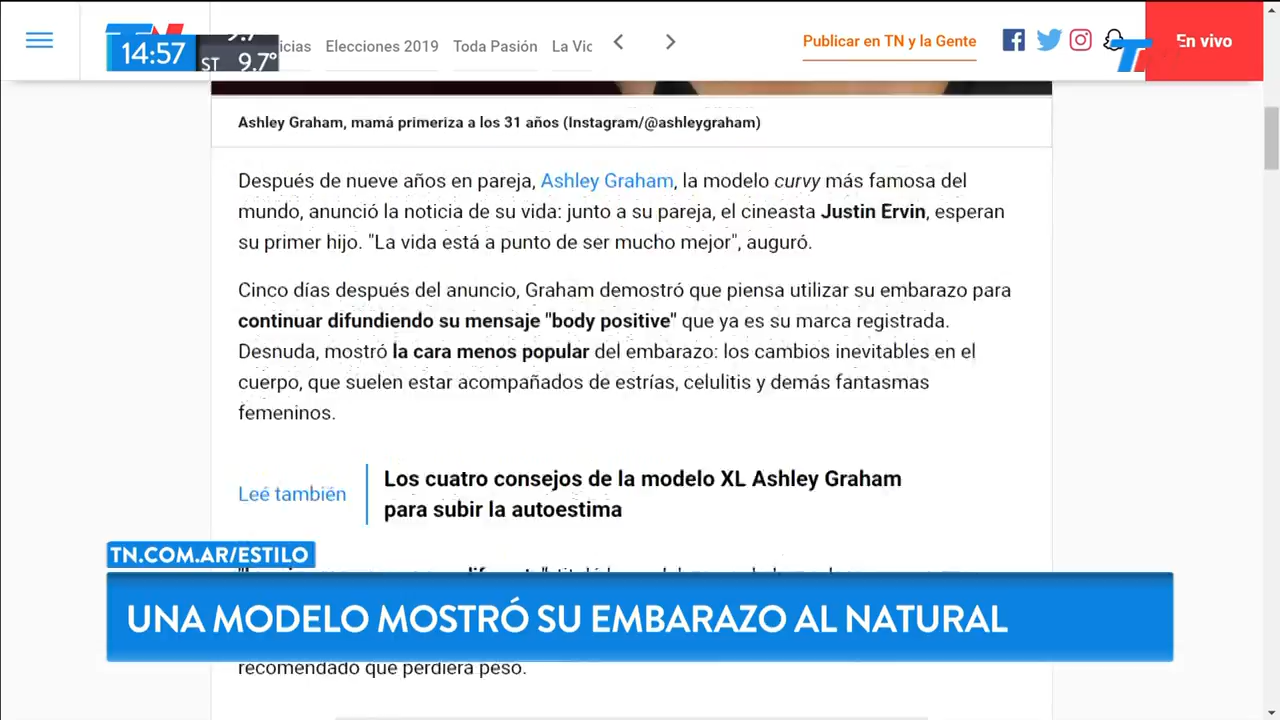 14:57
ST 9.7°
icias Elecciones 2019 Toda Pasión La Vic
Publicar en TN y la Gente
En vivo
Ashley Graham, mamá primeriza a los 31 años (Instagram/@ashleygraham)
Después de nueve años en pareja, Ashley Graham, la modelo curvy más famosa del
mundo, anunció la noticia de su vida: junto a su pareja, el cineasta Justin Ervin, esperan
su primer hijo. "La vida está a punto de ser mucho mejor", auguró.
Cinco días después del anuncio, Graham demostró que piensa utilizar su embarazo para
continuar difundiendo su mensaje "body positive" que ya es su marca registrada.
Desnuda, mostró la cara menos popular del embarazo: los cambios inevitables en el
cuerpo, que suelen estar acompañados de estrías, celulitis y demás fantasmas
femeninos.
Leé también
Los cuatro consejos de la modelo XL Ashley Graham
para subir la autoestima
TN.COM.AR/ESTILO
UNA MODELO MOSTRÓ SU EMBARAZO AL NATURAL
recomendado que perdiera peso.